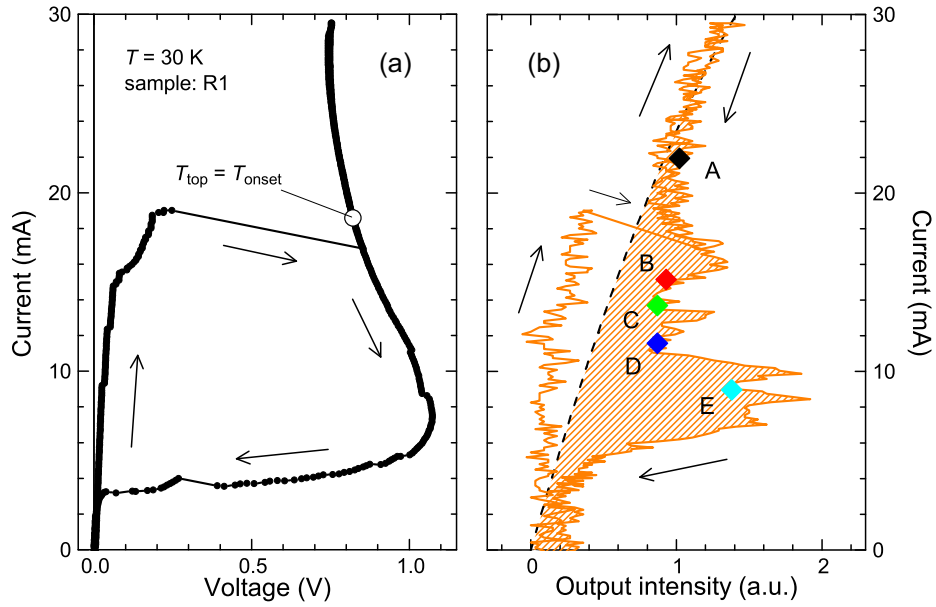 30
20
10
0
Current (mA)
T = 30 K
sample: R1
(a)
T_top = T_onset
0.0
0.5
1.0
Voltage (V)
(b)
A
B
C
D
E
0
1
2
Output intensity (a.u.)
30
20
10
0
Current (mA)